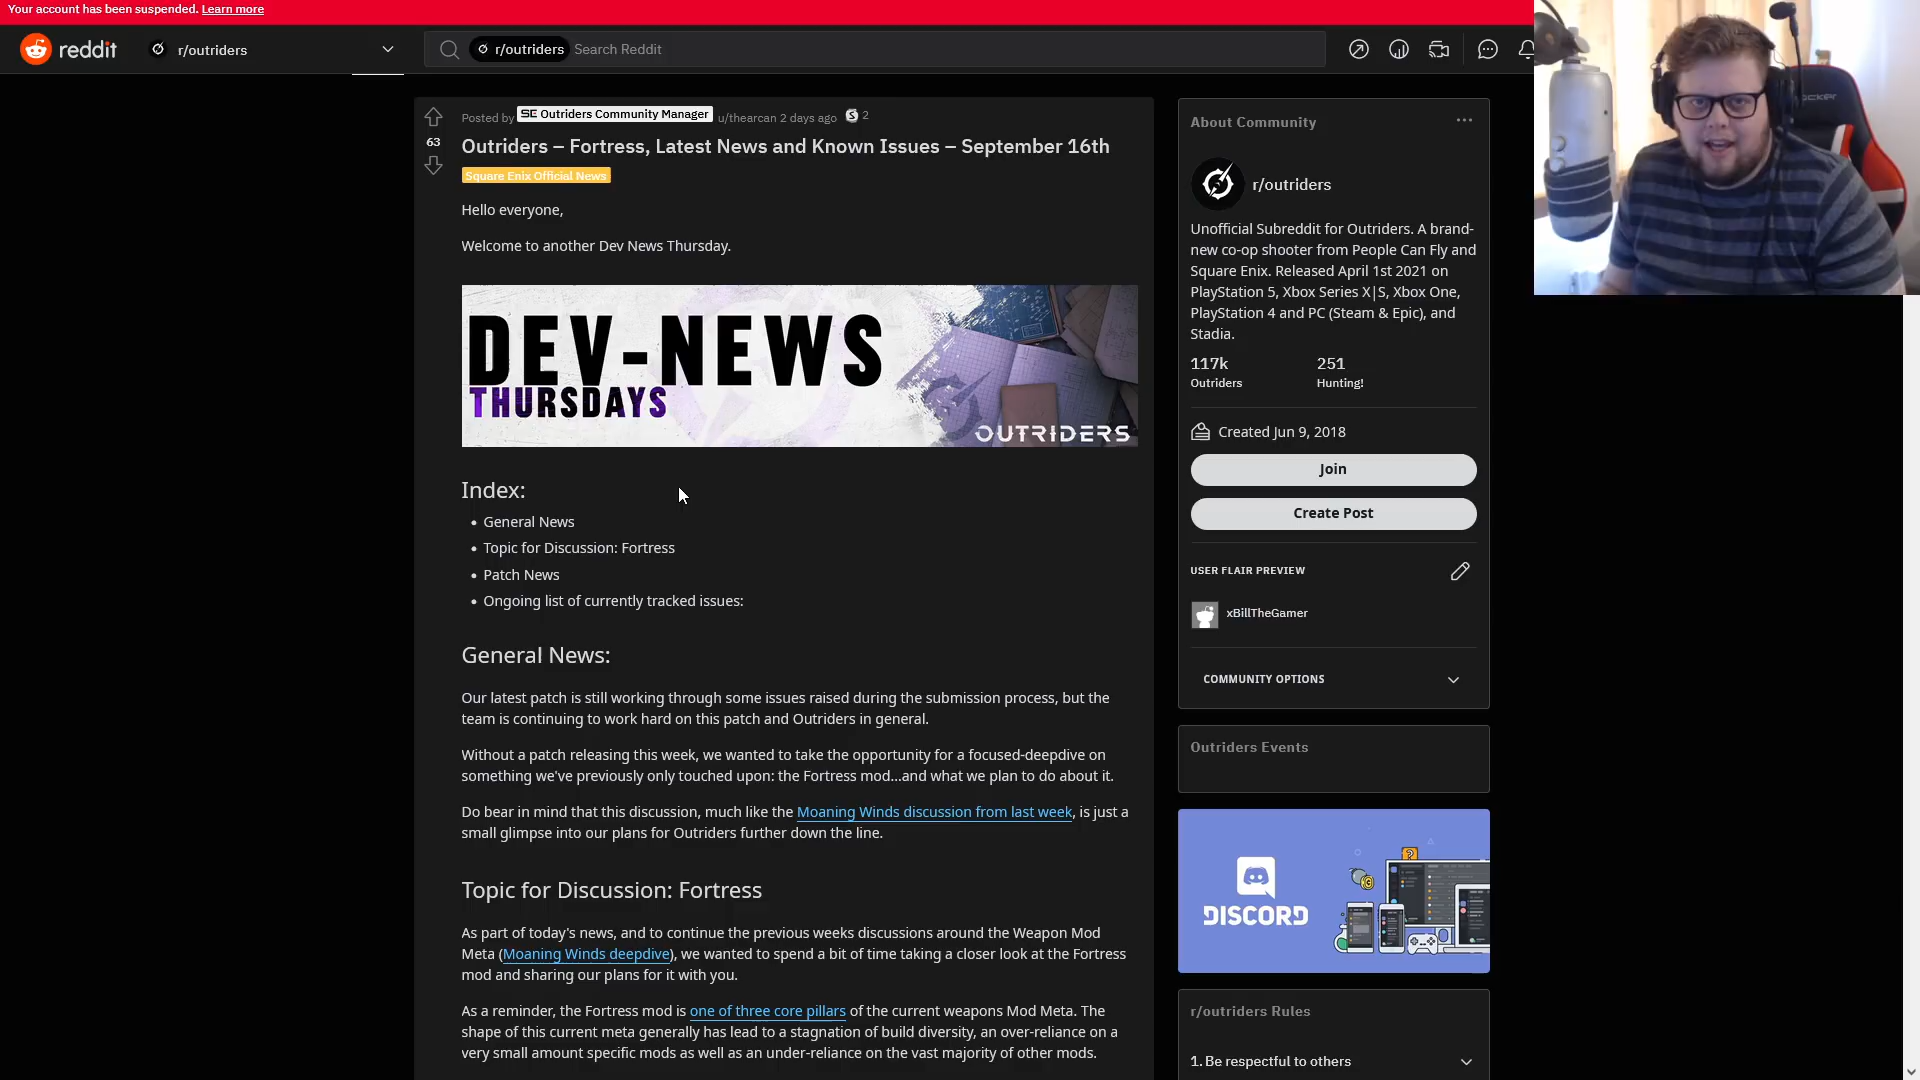 Your account has been suspended. Learn more
reddit
r/outriders
r/outriders Search Reddit
Posted by SE Outriders Community Manager u/thearcan 2 days ago S 2
63
Outriders – Fortress, Latest News and Known Issues – September 16th
Square Enix Official News
Hello everyone,
Welcome to another Dev News Thursday.
DEV-NEWS
THURSDAYS
OUTRIDERS
Index:
• General News
• Topic for Discussion: Fortress
• Patch News
• Ongoing list of currently tracked issues:
General News:
Our latest patch is still working through some issues raised during the submission process, but the
team is continuing to work hard on this patch and Outriders in general.
Without a patch releasing this week, we wanted to take the opportunity for a focused-deepdive on
something we've previously only touched upon: the Fortress mod...and what we plan to do about it.
Do bear in mind that this discussion, much like the Moaning Winds discussion from last week, is just a
small glimpse into our plans for Outriders further down the line.
Topic for Discussion: Fortress
As part of today's news, and to continue the previous weeks discussions around the Weapon Mod
Meta (Moaning Winds deepdive), we wanted to spend a bit of time taking a closer look at the Fortress
mod and sharing our plans for it with you.
As a reminder, the Fortress mod is one of three core pillars of the current weapons Mod Meta. The
shape of this current meta generally has lead to a stagnation of build diversity, an over-reliance on a
very small amount specific mods as well as an under-reliance on the vast majority of other mods.
About Community
r/outriders
Unofficial Subreddit for Outriders. A brand-
new co-op shooter from People Can Fly and
Square Enix. Released April 1st 2021 on
PlayStation 5, Xbox Series X|S, Xbox One,
PlayStation 4 and PC (Steam & Epic), and
Stadia.
117k
Outriders
251
Hunting!
Created Jun 9, 2018
Join
Create Post
USER FLAIR PREVIEW
xBillTheGamer
COMMUNITY OPTIONS
Outriders Events
DISCORD
r/outriders Rules
1. Be respectful to others